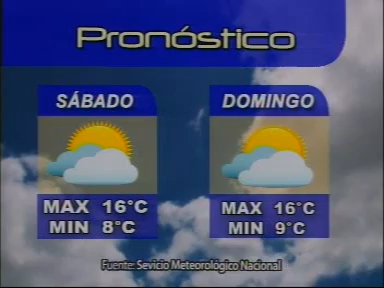 Pronóstico
SÁBADO
MAX 16°C
MIN 8°C
DOMINGO
MAX 16°C
MIN 9°C
Fuente: Sevicio Meteorológico Nacional